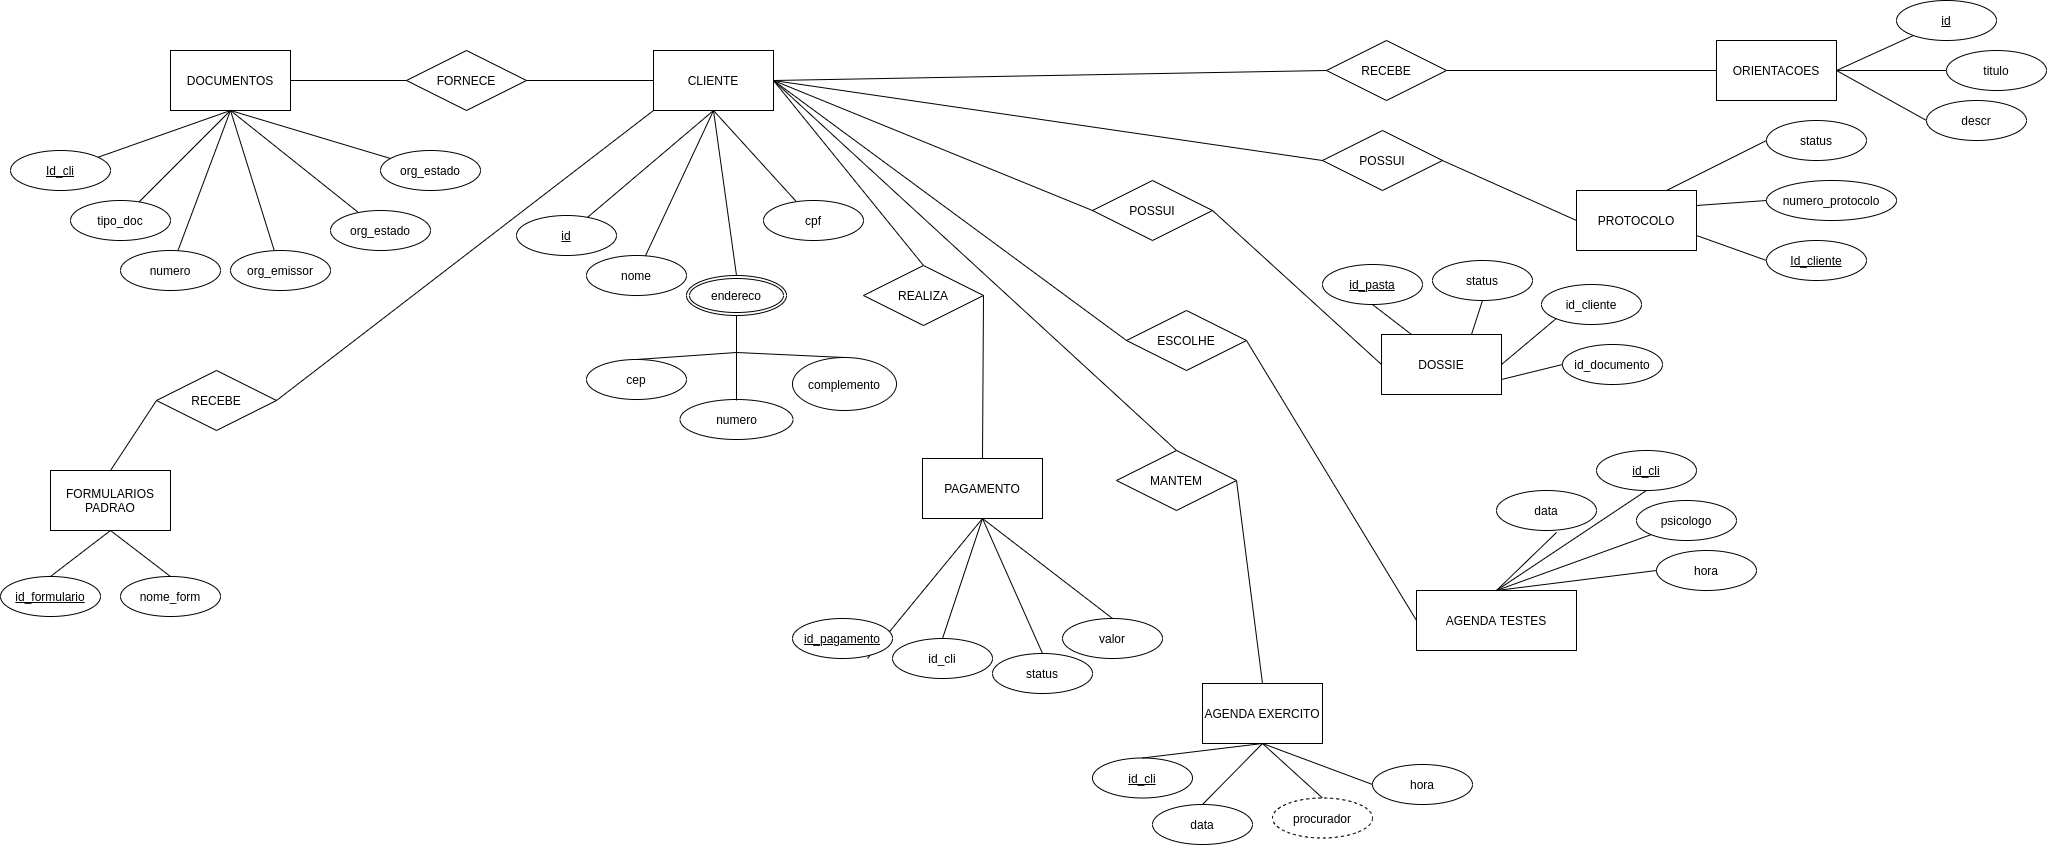 id
DOCUMENTOS
FORNECE
CLIENTE
RECEBE
ORIENTACOES
titulo
descr
status
POSSUI
numero_protocolo
PROTOCOLO
Id_cliente
POSSUI
Id_cli
org_estado
tipo_doc
org_estado
numero
org_emissor
id
cpf
nome
endereco
REALIZA
cep
complemento
numero
id_pasta
status
id_cliente
ESCOLHE
DOSSIE
id_documento
RECEBE
FORMULARIOS
PADRAO
id_formulario
nome_form
PAGAMENTO
MANTEM
id_cli
data
psicologo
hora
AGENDA TESTES
id_pagamento
id_cli
status
valor
AGENDA EXERCITO
id_cli
data
procurador
hora